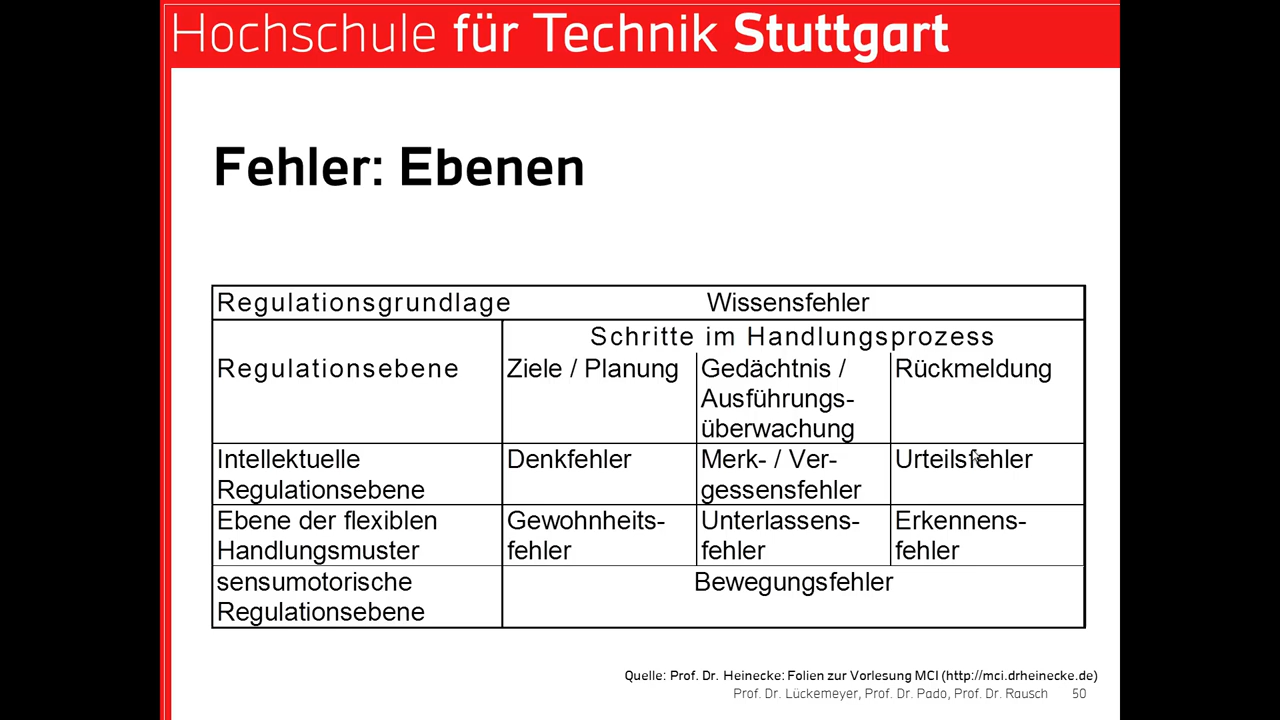 Hochschule für Technik Stuttgart
Fehler: Ebenen
Regulationsgrundlage Wissensfehler
Schritte im Handlungsprozess
Regulationsebene Ziele / Planung Gedächtnis / Rückmeldung
Ausführungs-
überwachung
Intellektuelle Denkfehler Merk- / Ver- Urteilsfehler
Regulationsebene gessensfehler
Ebene der flexiblen Gewohnheits- Unterlassens- Erkennens-
Handlungsmuster fehler fehler fehler
sensumotorische Bewegungsfehler
Regulationsebene
Quelle: Prof. Dr. Heinecke: Folien zur Vorlesung MCI (http://mci.drheinecke.de)
Prof. Dr. Lückemeyer, Prof. Dr. Pado, Prof. Dr. Rausch 50